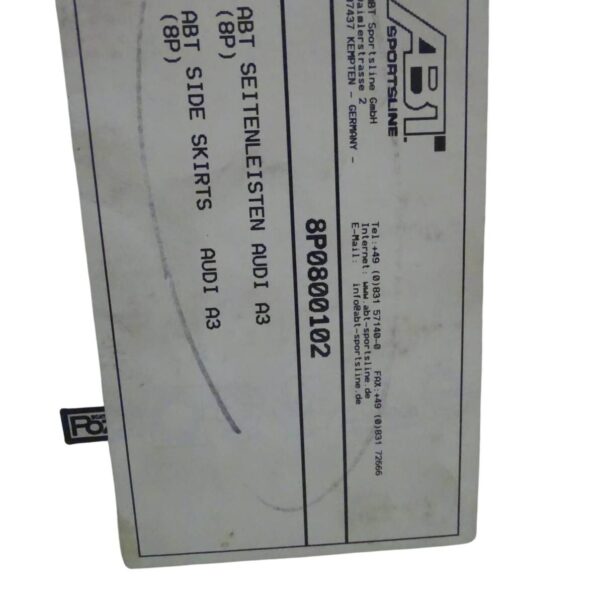 ABT
SPORTSLINE.
ABT Sportsline GmbH
Daimlerstrasse 2
87437 KEMPTEN - GERMANY -
Tel:+49 (0)831 57140-0 FAX:+49 (0)831 72666
Internet: www.abt-sportsline.de
E-Mail: info@abt-sportsline.de
8P0800102
ABT SEITENLEISTEN AUDI A3
(8P)
ABT SIDE SKIRTS AUDI A3
(8P)